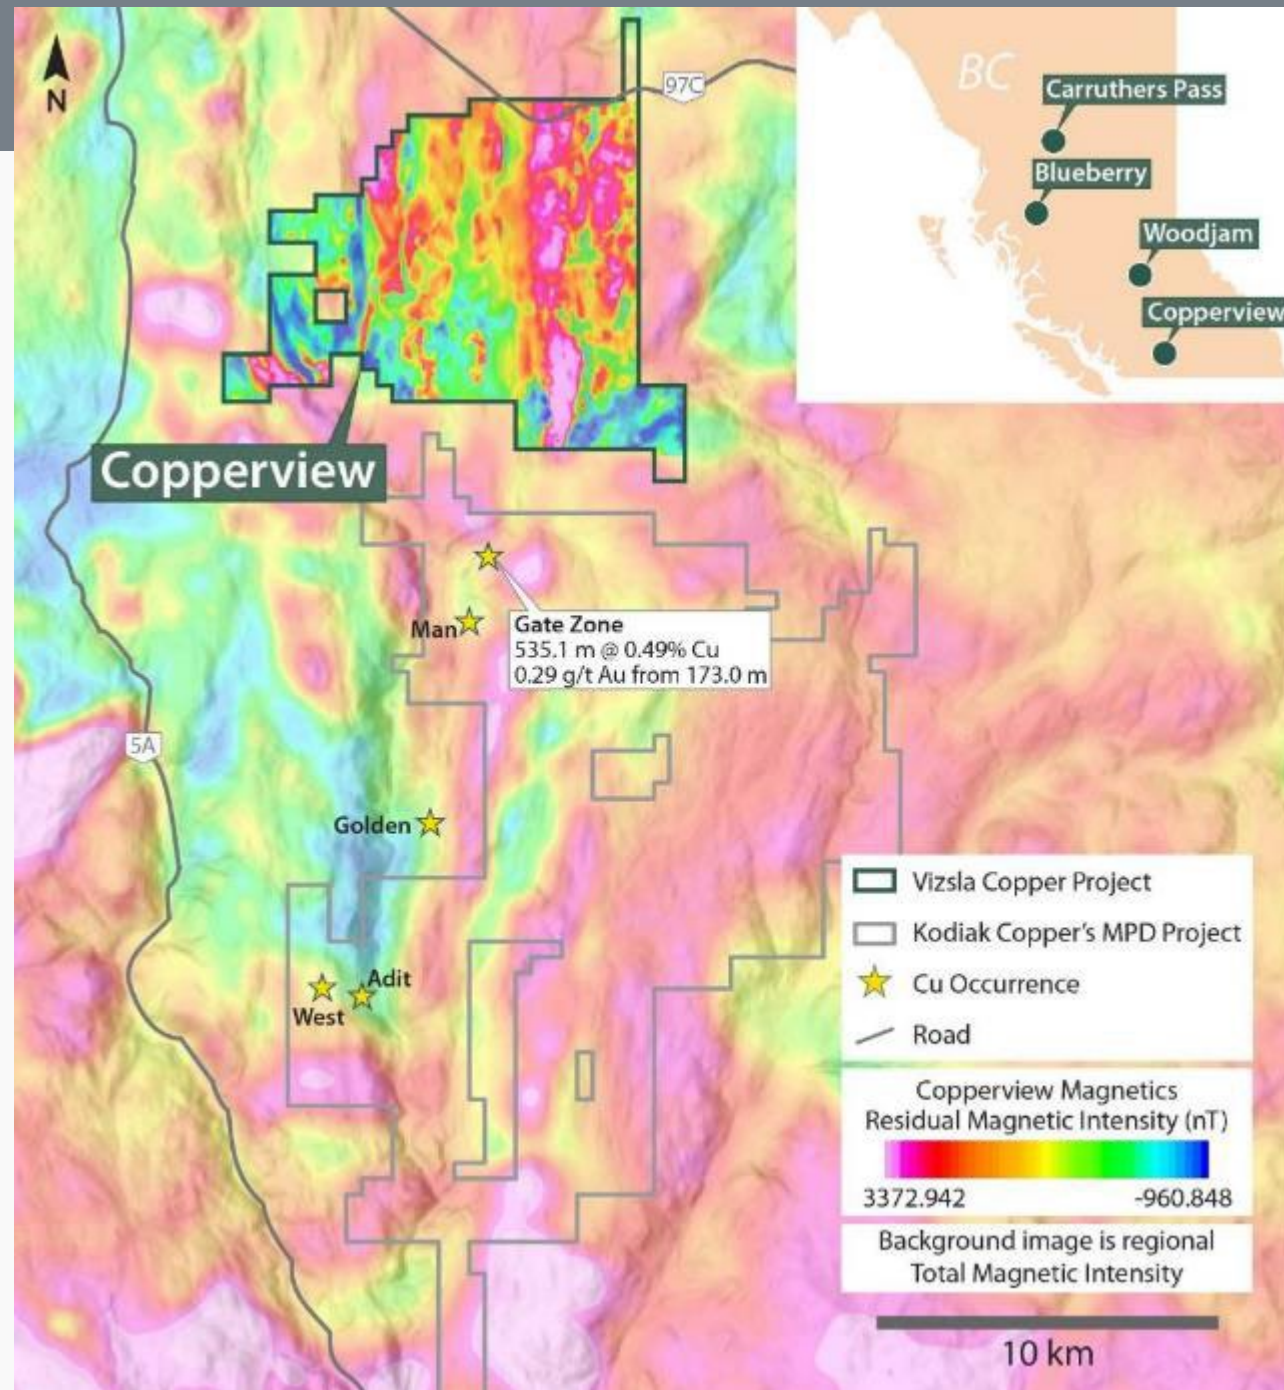 N
97C
BC
Carruthers Pass
Blueberry
Woodjam
Copperview
Copperview
Man
Gate Zone
535.1 m @ 0.49% Cu
0.29 g/t Au from 173.0 m
5A
Golden
Adit
West
Vizsla Copper Project
Kodiak Copper's MPD Project
Cu Occurrence
Road
Copperview Magnetics
Residual Magnetic Intensity (nT)
3372.942 -960.848
Background image is regional
Total Magnetic Intensity
10 km